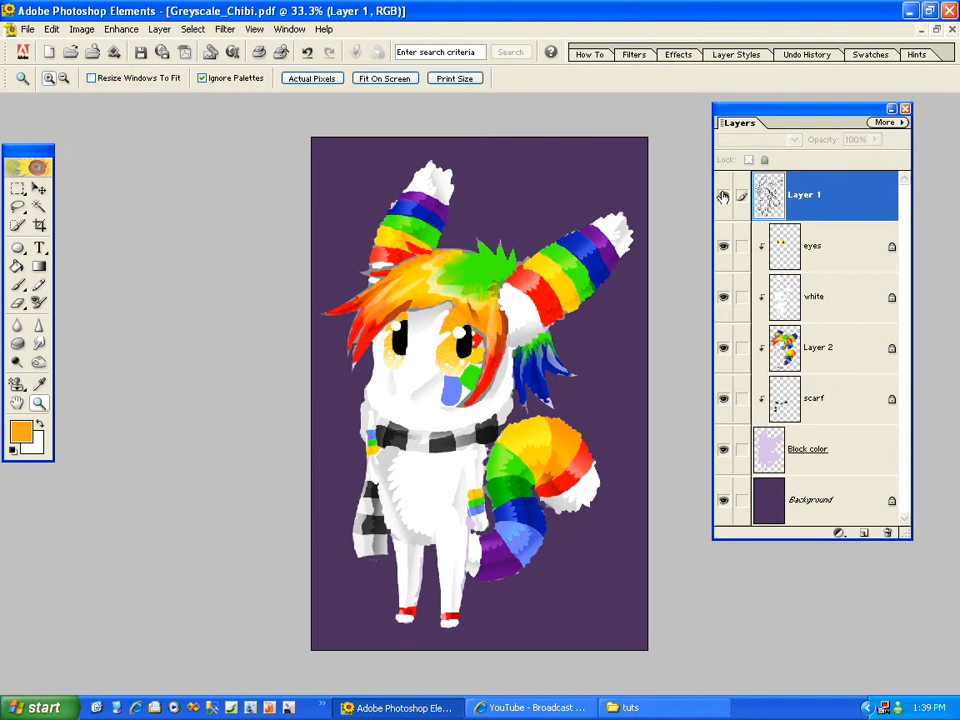 Adobe Photoshop Elements - [Greyscale_Chibi.pdf @ 33.3% (Layer 1, RGB)]
File Edit Image Enhance Layer Select Filter View Window Help
Enter search criteria Search How To Filters Effects Layer Styles Undo History Swatches Hints
Resize Windows To Fit Ignore Palettes Actual Pixels Fit On Screen Print Size
Layers More
Opacity: 100%
Lock:
Layer 1
eyes
white
Layer 2
scarf
Block color
Background
start Adobe Photoshop Ele... YouTube - Broadcast ... tuts 1:39 PM